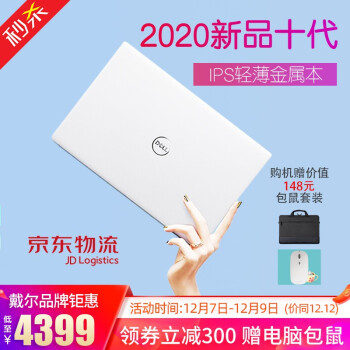 秒杀
2020新品十代
IPS轻薄金属本
DELL
购机赠价值
148元
包鼠套装
京东物流
JD Logistics
戴尔品牌钜惠
活动时间:12月7日-12月9日 (价同12.12)
低至¥
4399
领券立减300 赠电脑包鼠